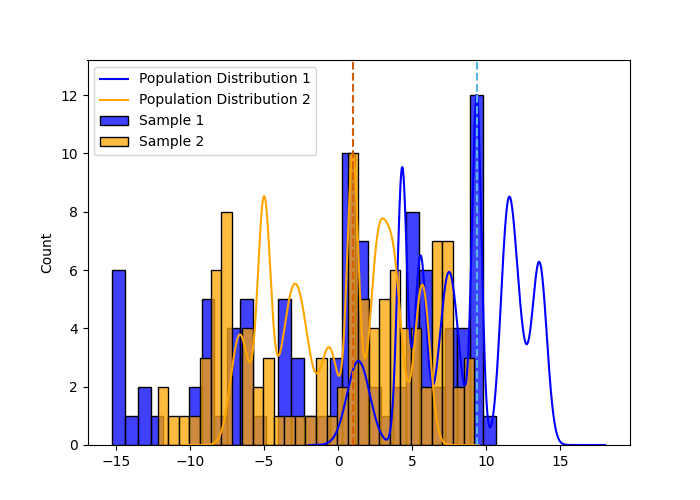 Population Distribution 1
Population Distribution 2
Sample 1
Sample 2
Count
12
10
8
6
4
2
0
−15 −10 −5 0 5 10 15